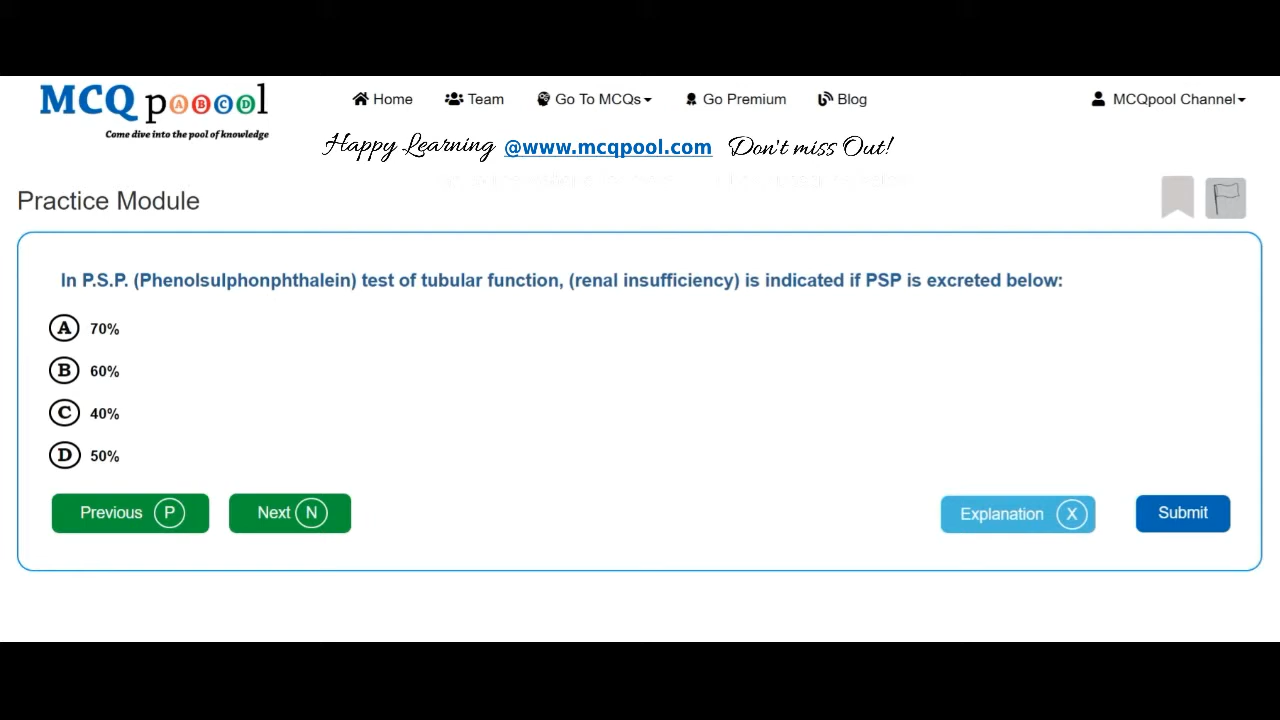 MCQ pABCDl
Come dive into the pool of knowledge
Home Team Go To MCQs Go Premium Blog MCQpool Channel
Happy Learning @www.mcqpool.com Don't miss Out!
Practice Module
In P.S.P. (Phenolsulphonphthalein) test of tubular function, (renal insufficiency) is indicated if PSP is excreted below:
A 70%
B 60%
C 40%
D 50%
Previous P Next N Explanation X Submit